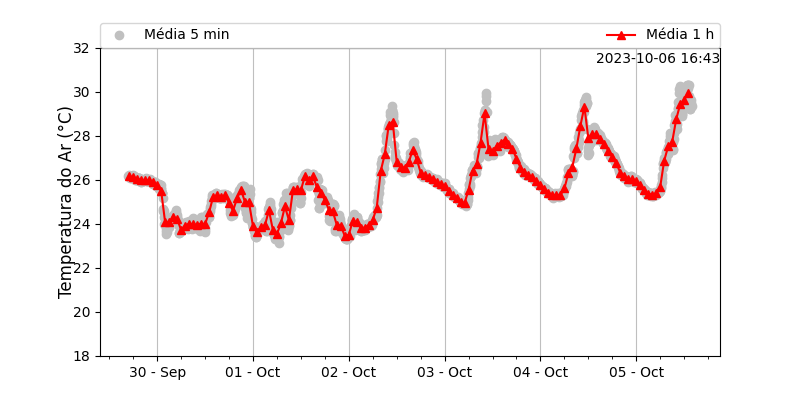 Média 5 min
Média 1 h
2023-10-06 16:43
Temperatura do Ar (°C)
32
30
28
26
24
22
20
18
30 - Sep
01 - Oct
02 - Oct
03 - Oct
04 - Oct
05 - Oct